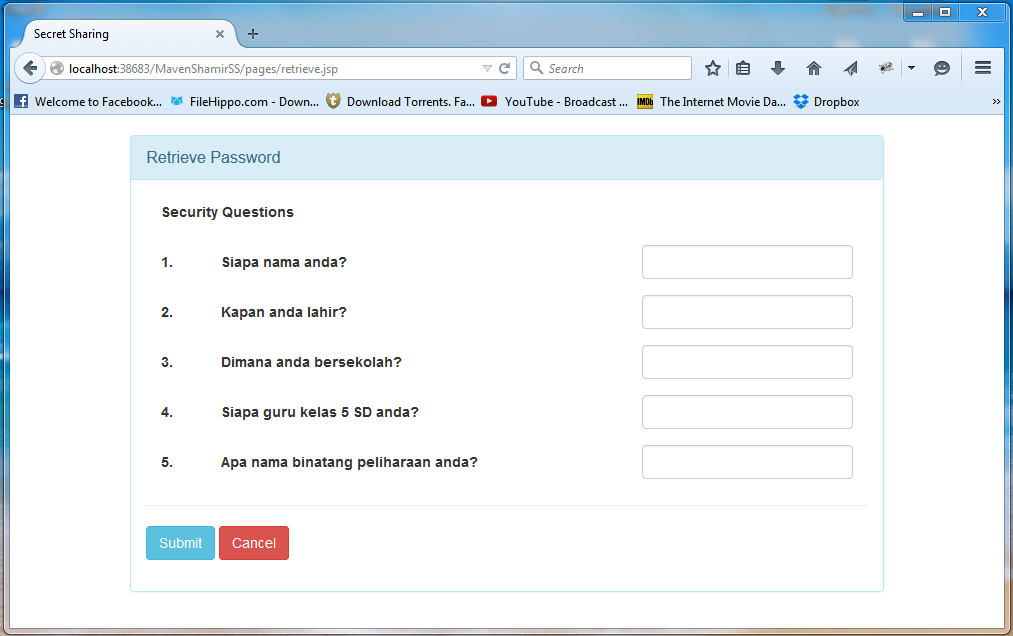 Secret Sharing
localhost:38683/MavenShamirSS/pages/retrieve.jsp
Search
Welcome to Facebook... FileHippo.com - Down... Download Torrents. Fa... YouTube - Broadcast ... IMDb The Internet Movie Da... Dropbox
Retrieve Password
Security Questions
1. Siapa nama anda?
2. Kapan anda lahir?
3. Dimana anda bersekolah?
4. Siapa guru kelas 5 SD anda?
5. Apa nama binatang peliharaan anda?
Submit Cancel